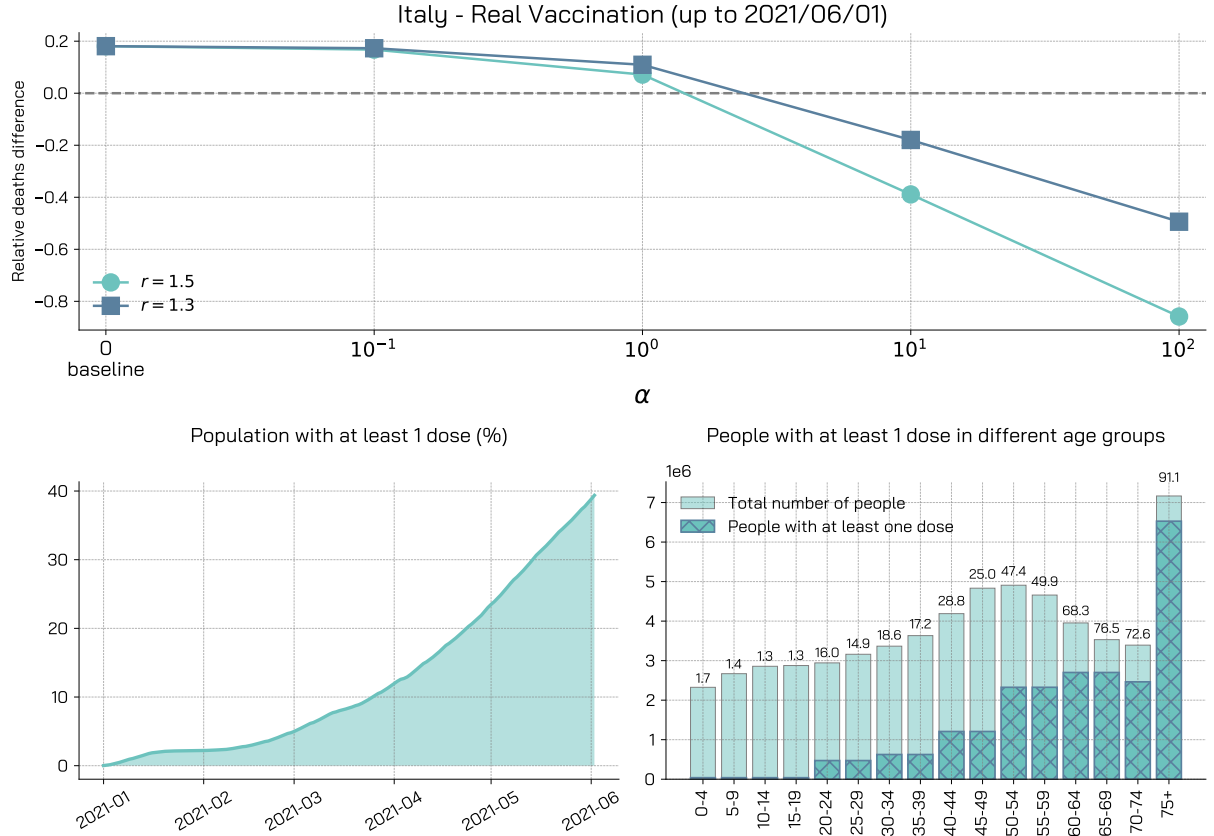 Italy - Real Vaccination (up to 2021/06/01)
Relative deaths difference
0.2
0.0
−0.2
−0.4
−0.6
−0.8
r = 1.5
r = 1.3
0 10⁻¹ 10⁰ 10¹ 10²
baseline
α
Population with at least 1 dose (%)
40
30
20
10
0
2021-01 2021-02 2021-03 2021-04 2021-05 2021-06
People with at least 1 dose in different age groups
1e6
7
6
5
4
3
2
1
0
Total number of people
People with at least one dose
1.7 1.4 1.3 1.3 16.0 14.9 18.6 17.2 28.8 25.0 47.4 49.9 68.3 76.5 72.6 91.1
0-4 5-9 10-14 15-19 20-24 25-29 30-34 35-39 40-44 45-49 50-54 55-59 60-64 65-69 70-74 75+